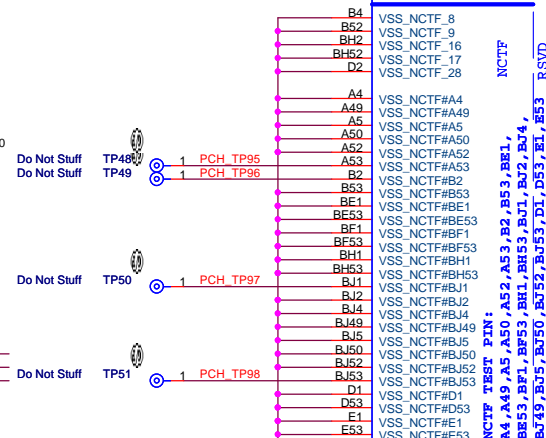 B4 VSS_NCTF_8
B52 VSS_NCTF_9
BH2 VSS_NCTF_16
BH52 VSS_NCTF_17
D2 VSS_NCTF_28
A4 VSS_NCTF#A4
A49 VSS_NCTF#A49
A5 VSS_NCTF#A5
A50 VSS_NCTF#A50
A52 VSS_NCTF#A52
Do Not Stuff TP48 1 PCH_TP95 A53 VSS_NCTF#A53
Do Not Stuff TP49 1 PCH_TP96 B2 VSS_NCTF#B2
B53 VSS_NCTF#B53
BE1 VSS_NCTF#BE1
BE53 VSS_NCTF#BE53
BF1 VSS_NCTF#BF1
BF53 VSS_NCTF#BF53
BH1 VSS_NCTF#BH1
BH53 VSS_NCTF#BH53
Do Not Stuff TP50 1 PCH_TP97 BJ1 VSS_NCTF#BJ1
BJ2 VSS_NCTF#BJ2
BJ4 VSS_NCTF#BJ4
BJ49 VSS_NCTF#BJ49
BJ5 VSS_NCTF#BJ5
BJ50 VSS_NCTF#BJ50
BJ52 VSS_NCTF#BJ52
Do Not Stuff TP51 1 PCH_TP98 BJ53 VSS_NCTF#BJ53
D1 VSS_NCTF#D1
D53 VSS_NCTF#D53
E1 VSS_NCTF#E1
E53 VSS_NCTF#E53
NCTF
RSVD
NCTF TEST PIN:
A4,A49,A5,A50,A52,A53,B2,B53,BE1,
BE53,BF1,BF53,BH1,BH53,BJ1,BJ2,BJ4,
BJ49,BJ5,BJ50,BJ52,BJ53,D1,D53,E1,E53